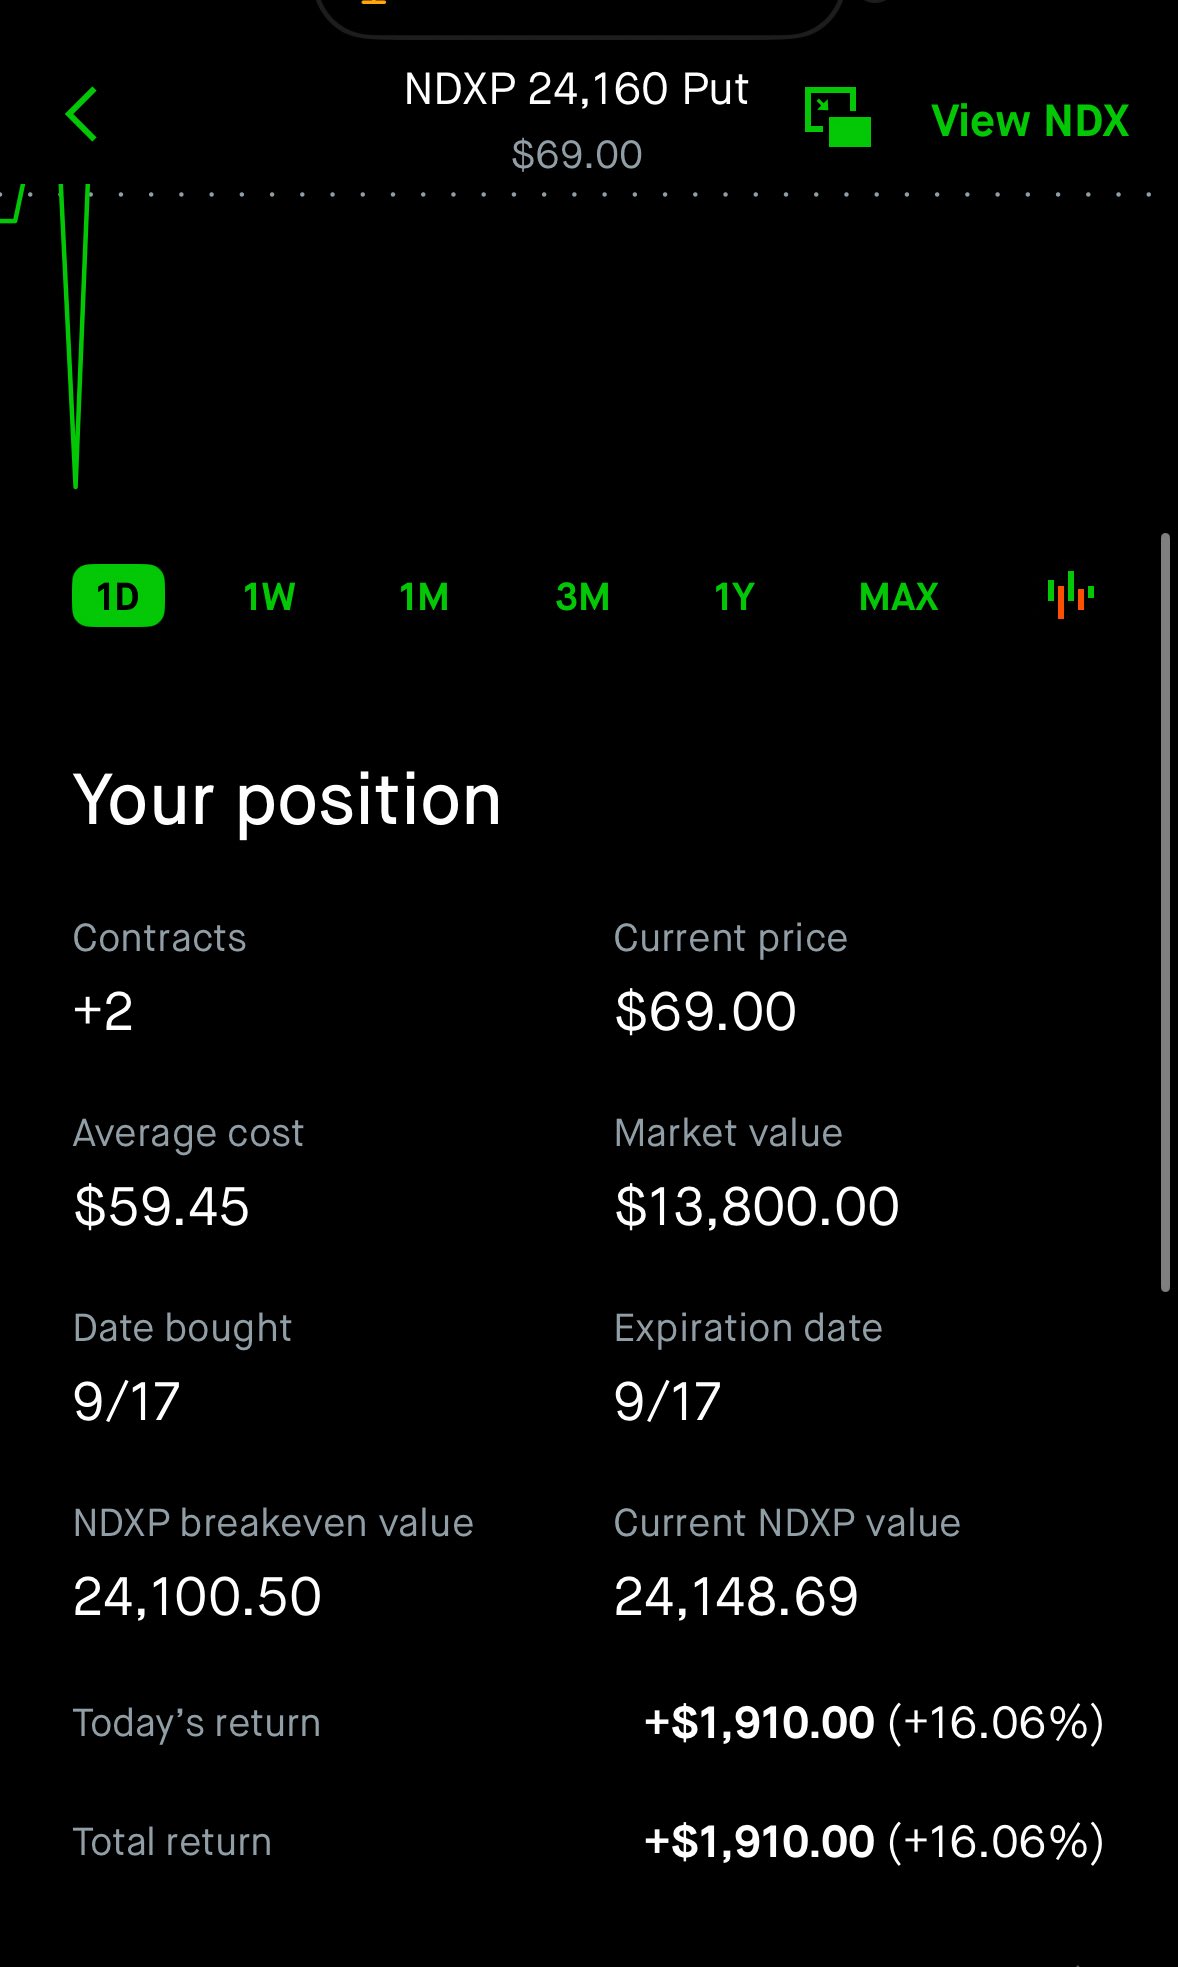 NDXP 24,160 Put
$69.00
View NDX
1D 1W 1M 3M 1Y MAX
Your position
Contracts Current price
+2 $69.00
Average cost Market value
$59.45 $13,800.00
Date bought Expiration date
9/17 9/17
NDXP breakeven value Current NDXP value
24,100.50 24,148.69
Today's return +$1,910.00 (+16.06%)
Total return +$1,910.00 (+16.06%)